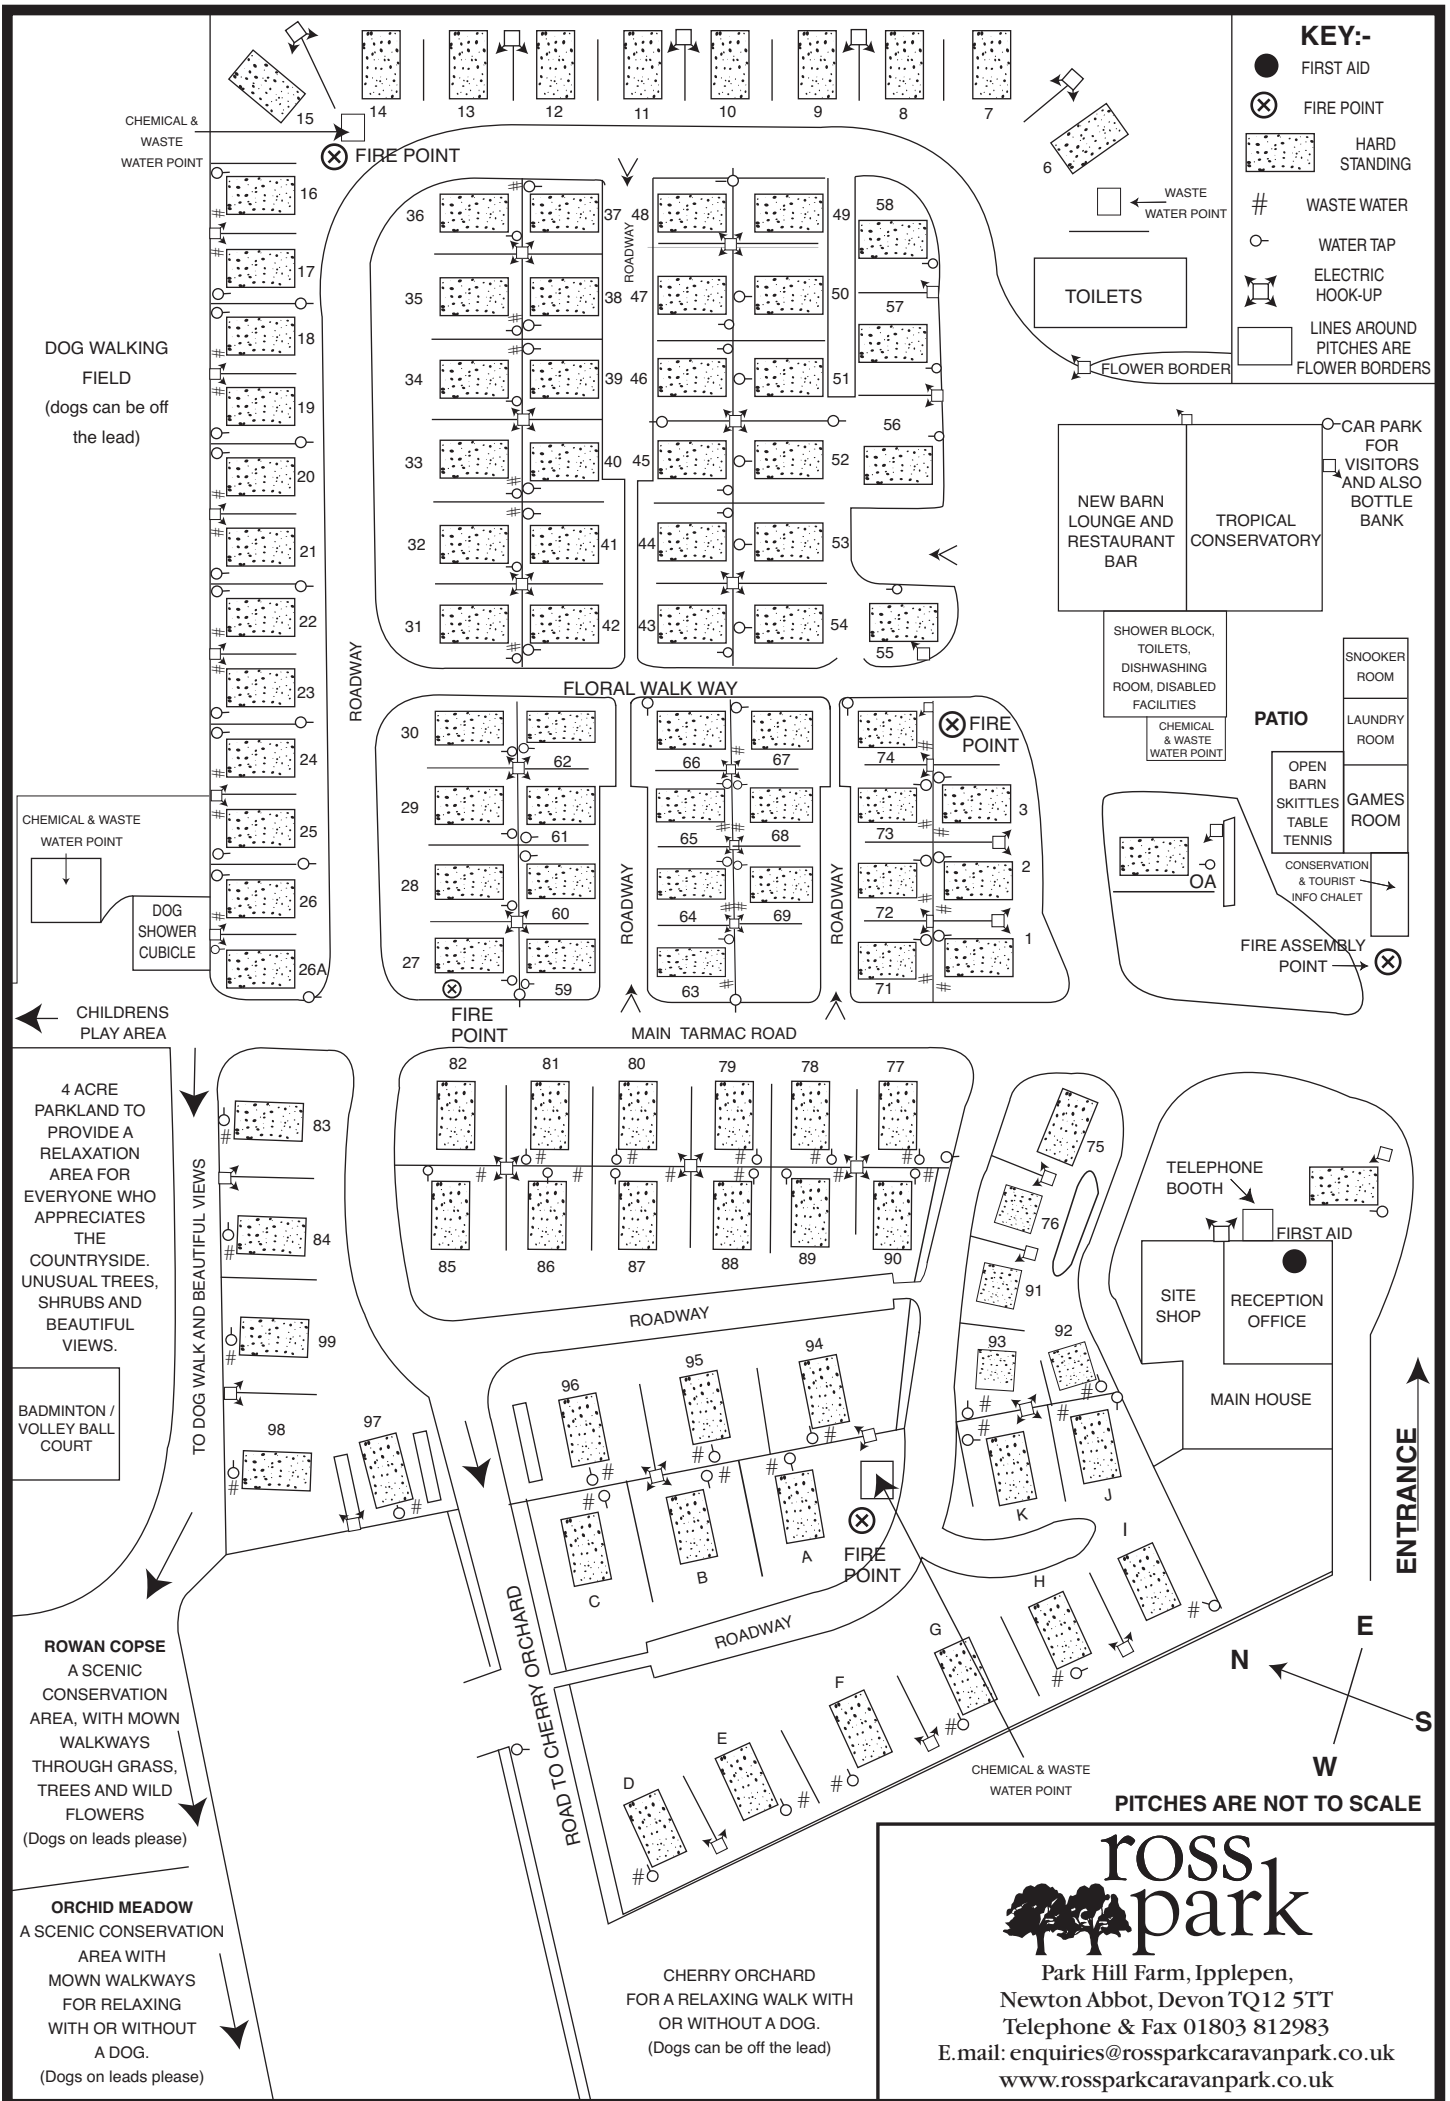 KEY:-
FIRST AID
FIRE POINT
HARD
STANDING
# WASTE WATER
WATER TAP
ELECTRIC
HOOK-UP
LINES AROUND
PITCHES ARE
FLOWER BORDERS
15
14
13
12
11
10
9
8
7
6
CHEMICAL &
WASTE
WATER POINT
FIRE POINT
WASTE
WATER POINT
TOILETS
FLOWER BORDER
DOG WALKING
FIELD
(dogs can be off
the lead)
16
17
18
19
20
21
22
23
24
25
26
26A
ROADWAY
36
37
48
49
58
35
38
47
50
57
34
39
46
51
56
33
40
45
52
32
41
44
53
31
42
43
54
55
ROADWAY
FLORAL WALK WAY
NEW BARN
LOUNGE AND
RESTAURANT
BAR
TROPICAL
CONSERVATORY
CAR PARK
FOR
VISITORS
AND ALSO
BOTTLE
BANK
SHOWER BLOCK,
TOILETS,
DISHWASHING
ROOM, DISABLED
FACILITIES
CHEMICAL
& WASTE
WATER POINT
PATIO
SNOOKER
ROOM
LAUNDRY
ROOM
OPEN
BARN
SKITTLES
TABLE
TENNIS
GAMES
ROOM
CONSERVATION
& TOURIST
INFO CHALET
OA
FIRE ASSEMBLY
POINT
30
62
66
67
74
FIRE
POINT
29
61
65
68
73
3
28
60
64
69
72
2
27
59
63
71
1
ROADWAY
ROADWAY
FIRE
POINT
CHEMICAL & WASTE
WATER POINT
DOG
SHOWER
CUBICLE
CHILDRENS
PLAY AREA
MAIN TARMAC ROAD
4 ACRE
PARKLAND TO
PROVIDE A
RELAXATION
AREA FOR
EVERYONE WHO
APPRECIATES
THE
COUNTRYSIDE.
UNUSUAL TREES,
SHRUBS AND
BEAUTIFUL
VIEWS.
BADMINTON /
VOLLEY BALL
COURT
TO DOG WALK AND BEAUTIFUL VIEWS
83
84
99
98
97
82
81
80
79
78
77
85
86
87
88
89
90
ROADWAY
75
76
91
93
92
K
J
TELEPHONE
BOOTH
FIRST AID
SITE
SHOP
RECEPTION
OFFICE
MAIN HOUSE
ENTRANCE
96
95
94
C
B
A
FIRE
POINT
ROADWAY
ROAD TO CHERRY ORCHARD
D
E
F
G
H
I
CHEMICAL & WASTE
WATER POINT
N
E
S
W
PITCHES ARE NOT TO SCALE
ROWAN COPSE
A SCENIC
CONSERVATION
AREA, WITH MOWN
WALKWAYS
THROUGH GRASS,
TREES AND WILD
FLOWERS
(Dogs on leads please)
ORCHID MEADOW
A SCENIC CONSERVATION
AREA WITH
MOWN WALKWAYS
FOR RELAXING
WITH OR WITHOUT
A DOG.
(Dogs on leads please)
CHERRY ORCHARD
FOR A RELAXING WALK WITH
OR WITHOUT A DOG.
(Dogs can be off the lead)
ross
park
Park Hill Farm, Ipplepen,
Newton Abbot, Devon TQ12 5TT
Telephone & Fax 01803 812983
E.mail: enquiries@rossparkcaravanpark.co.uk
www.rossparkcaravanpark.co.uk